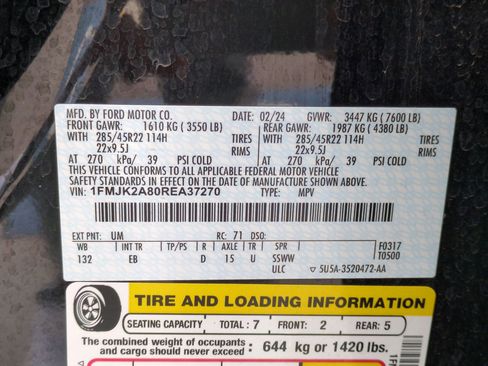 MFD. BY FORD MOTOR CO.
DATE: 02/24 GVWR: 3447 KG ( 7600 LB)
FRONT GAWR: 1610 KG ( 3550 LB) REAR GAWR: 1987 KG ( 4380 LB)
WITH 285/45R22 114H TIRES 285/45R22 114H TIRES
22x9.5J RIMS 22x9.5J RIMS
AT 270 kPa/ 39 PSI COLD AT 270 kPa/ 39 PSI COLD
THIS VEHICLE CONFORMS TO ALL APPLICABLE FEDERAL MOTOR VEHICLE
SAFETY AND THEFT PREVENTION STANDARDS IN EFFECT ON THE DATE OF MANUFACTURE SHOWN ABOVE.
VIN: 1FMJK2A80REA37270 TYPE: MPV
EXT PNT: UM RC: 71 DSO:
WB INT TR TP/PS R AXLE TR SPR F0317
132 EB D 15 U SSWW T0500
ULC 5U5A-3520472-AA
TIRE AND LOADING INFORMATION
SEATING CAPACITY TOTAL: 7 FRONT: 2 REAR: 5
The combined weight of occupants
and cargo should never exceed: 644 kg or 1420 lbs.